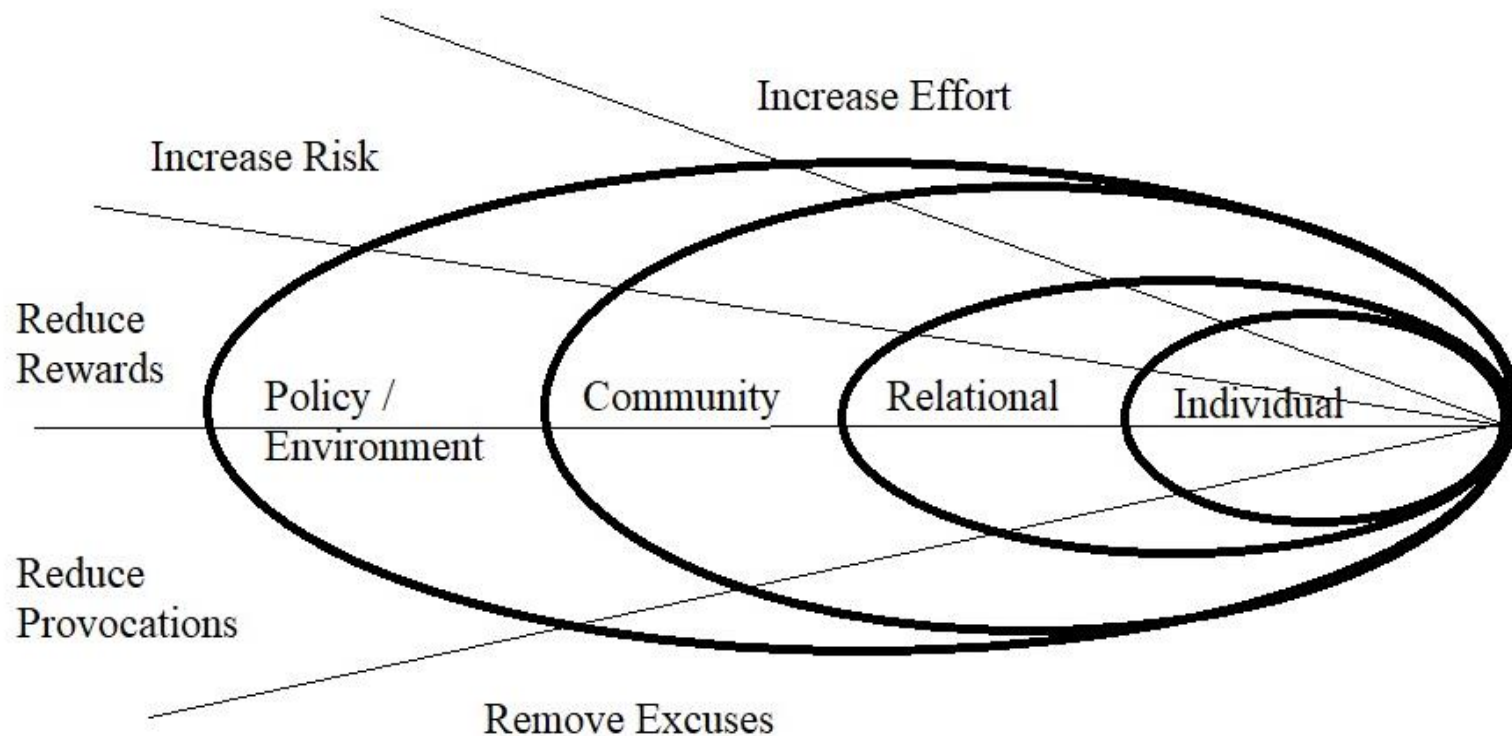 Increase Effort
Increase Risk
Reduce
Rewards
Policy /
Environment
Community
Relational
Individual
Reduce
Provocations
Remove Excuses